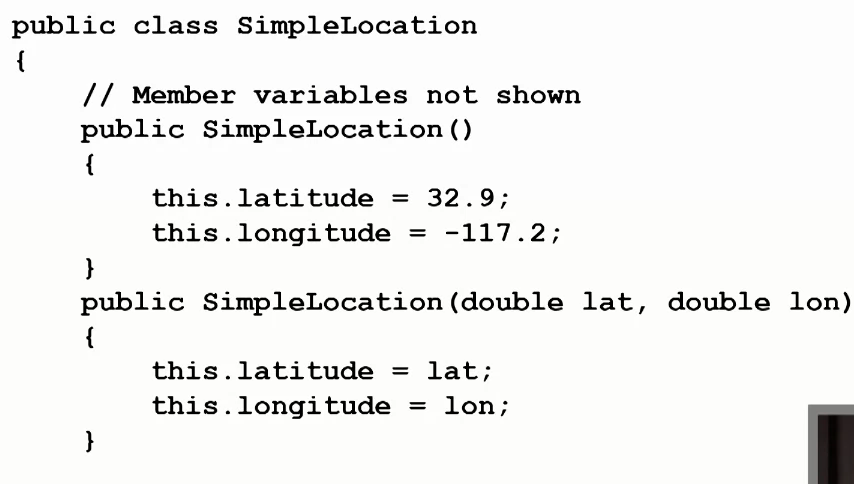 public class SimpleLocation
{
    // Member variables not shown
    public SimpleLocation()
    {
        this.latitude = 32.9;
        this.longitude = -117.2;
    }
    public SimpleLocation(double lat, double lon)
    {
        this.latitude = lat;
        this.longitude = lon;
    }